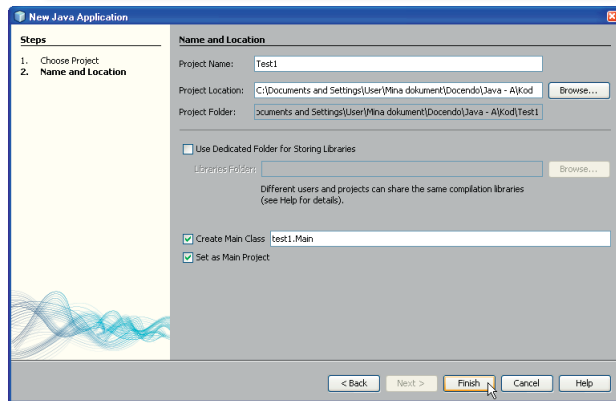 New Java Application
Steps
1. Choose Project
2. Name and Location
Name and Location
Project Name: Test1
Project Location: C:\Documents and Settings\User\Mina dokument\Docendo\Java - A\Kod Browse...
Project Folder: ocuments and Settings\User\Mina dokument\Docendo\Java - A\Kod\Test1
Use Dedicated Folder for Storing Libraries
Libraries Folder: Browse...
Different users and projects can share the same compilation libraries
(see Help for details).
Create Main Class test1.Main
Set as Main Project
< Back Next > Finish Cancel Help